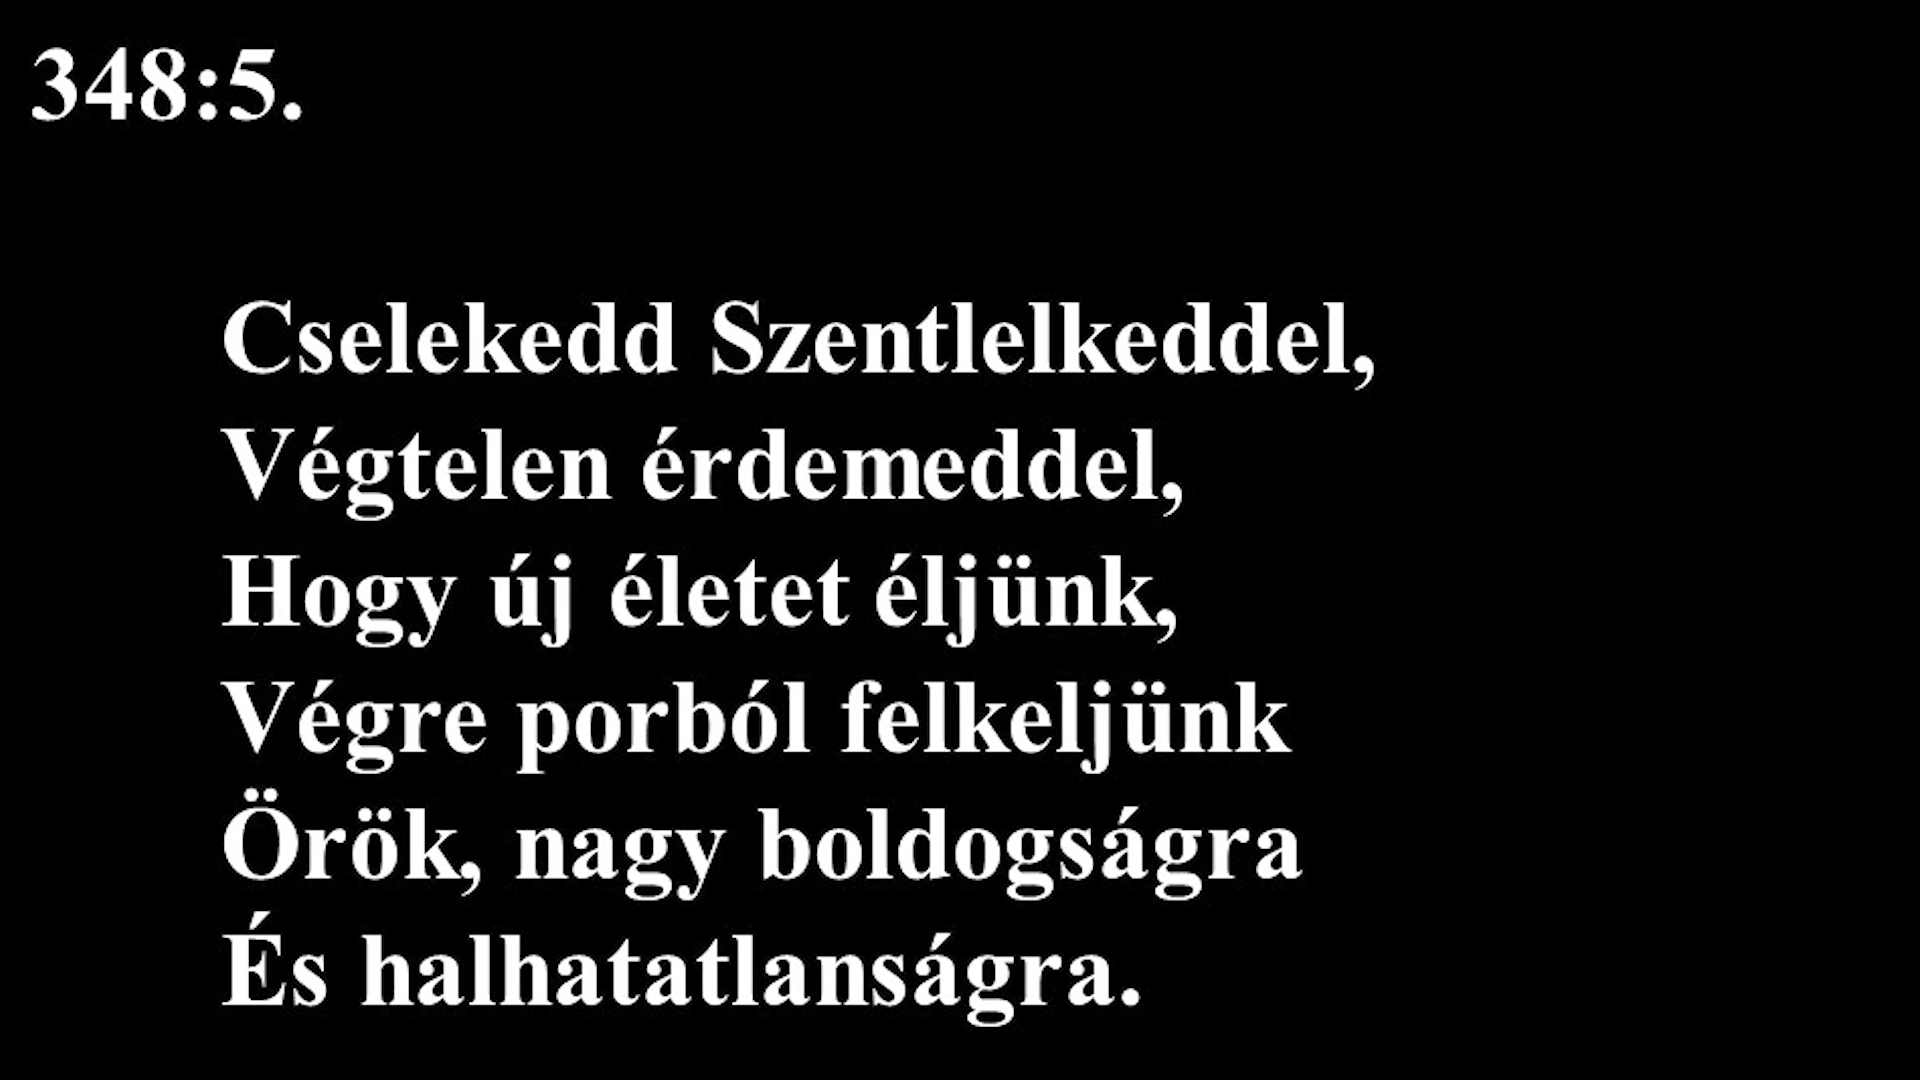 348:5.
Cselekedd Szentlelkeddel,
Végtelen érdemeddel,
Hogy új életet éljünk,
Végre porból felkeljünk
Örök, nagy boldogságra
És halhatatlanságra.